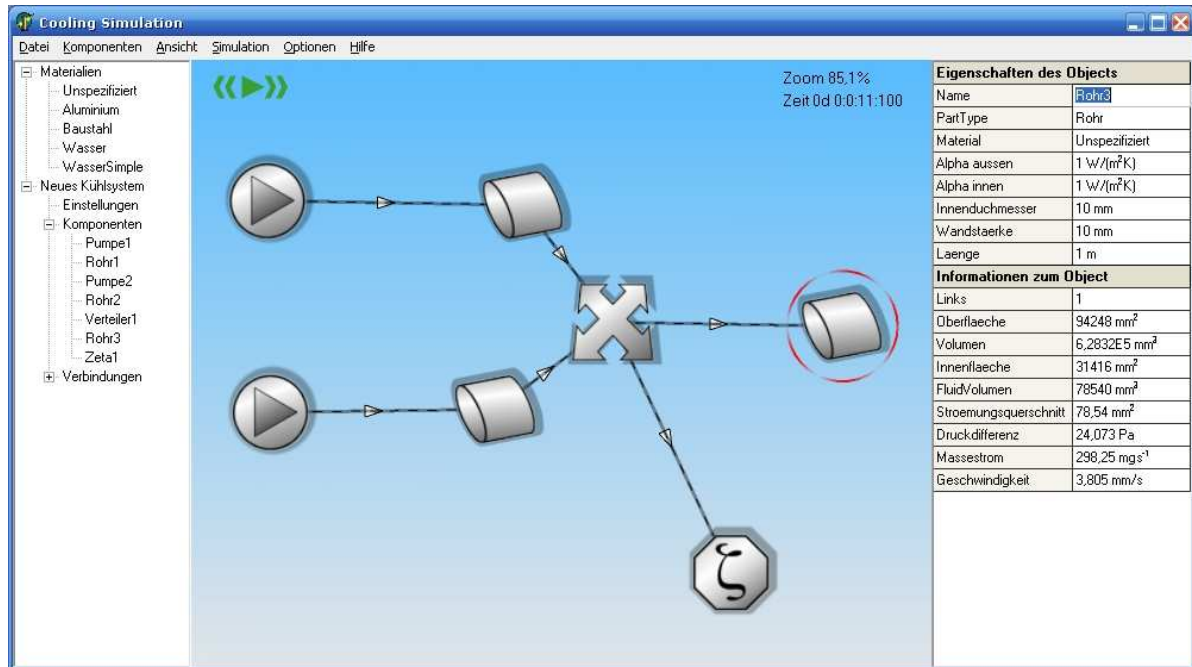 Cooling Simulation
Datei Komponenten Ansicht Simulation Optionen Hilfe
Materialien
Unspezifiziert
Aluminium
Baustahl
Wasser
WasserSimple
Neues Kühlsystem
Einstellungen
Komponenten
Pumpe1
Rohr1
Pumpe2
Rohr2
Verteiler1
Rohr3
Zeta1
Verbindungen
Zoom 85,1%
Zeit 0d 0:0:11:100
ζ
Eigenschaften des Objects
Name Rohr3
PartType Rohr
Material Unspezifiziert
Alpha aussen 1 W/(m²K)
Alpha innen 1 W/(m²K)
Innenduchmesser 10 mm
Wandstaerke 10 mm
Laenge 1 m
Informationen zum Object
Links 1
Oberflaeche 94248 mm²
Volumen 6,2832E5 mm³
Innenflaeche 31416 mm²
FluidVolumen 78540 mm³
Stroemungsquerschnitt 78,54 mm²
Druckdifferenz 24,073 Pa
Massestrom 298,25 mgs⁻¹
Geschwindigkeit 3,805 mm/s